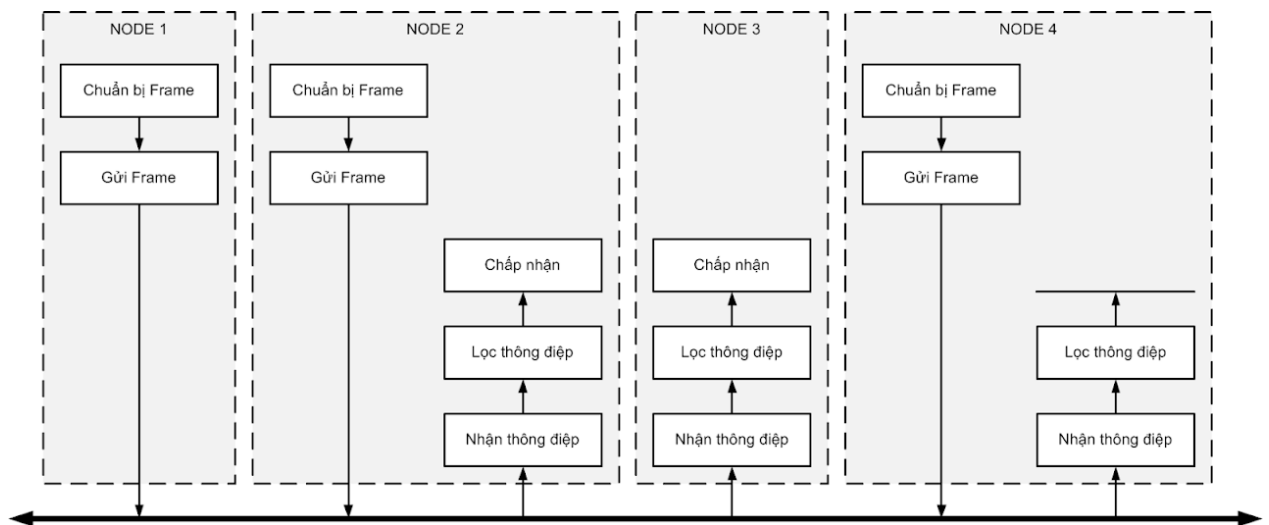 NODE 1
Chuẩn bị Frame
Gửi Frame
NODE 2
Chuẩn bị Frame
Gửi Frame
Chấp nhận
Lọc thông điệp
Nhận thông điệp
NODE 3
Chấp nhận
Lọc thông điệp
Nhận thông điệp
NODE 4
Chuẩn bị Frame
Gửi Frame
Lọc thông điệp
Nhận thông điệp